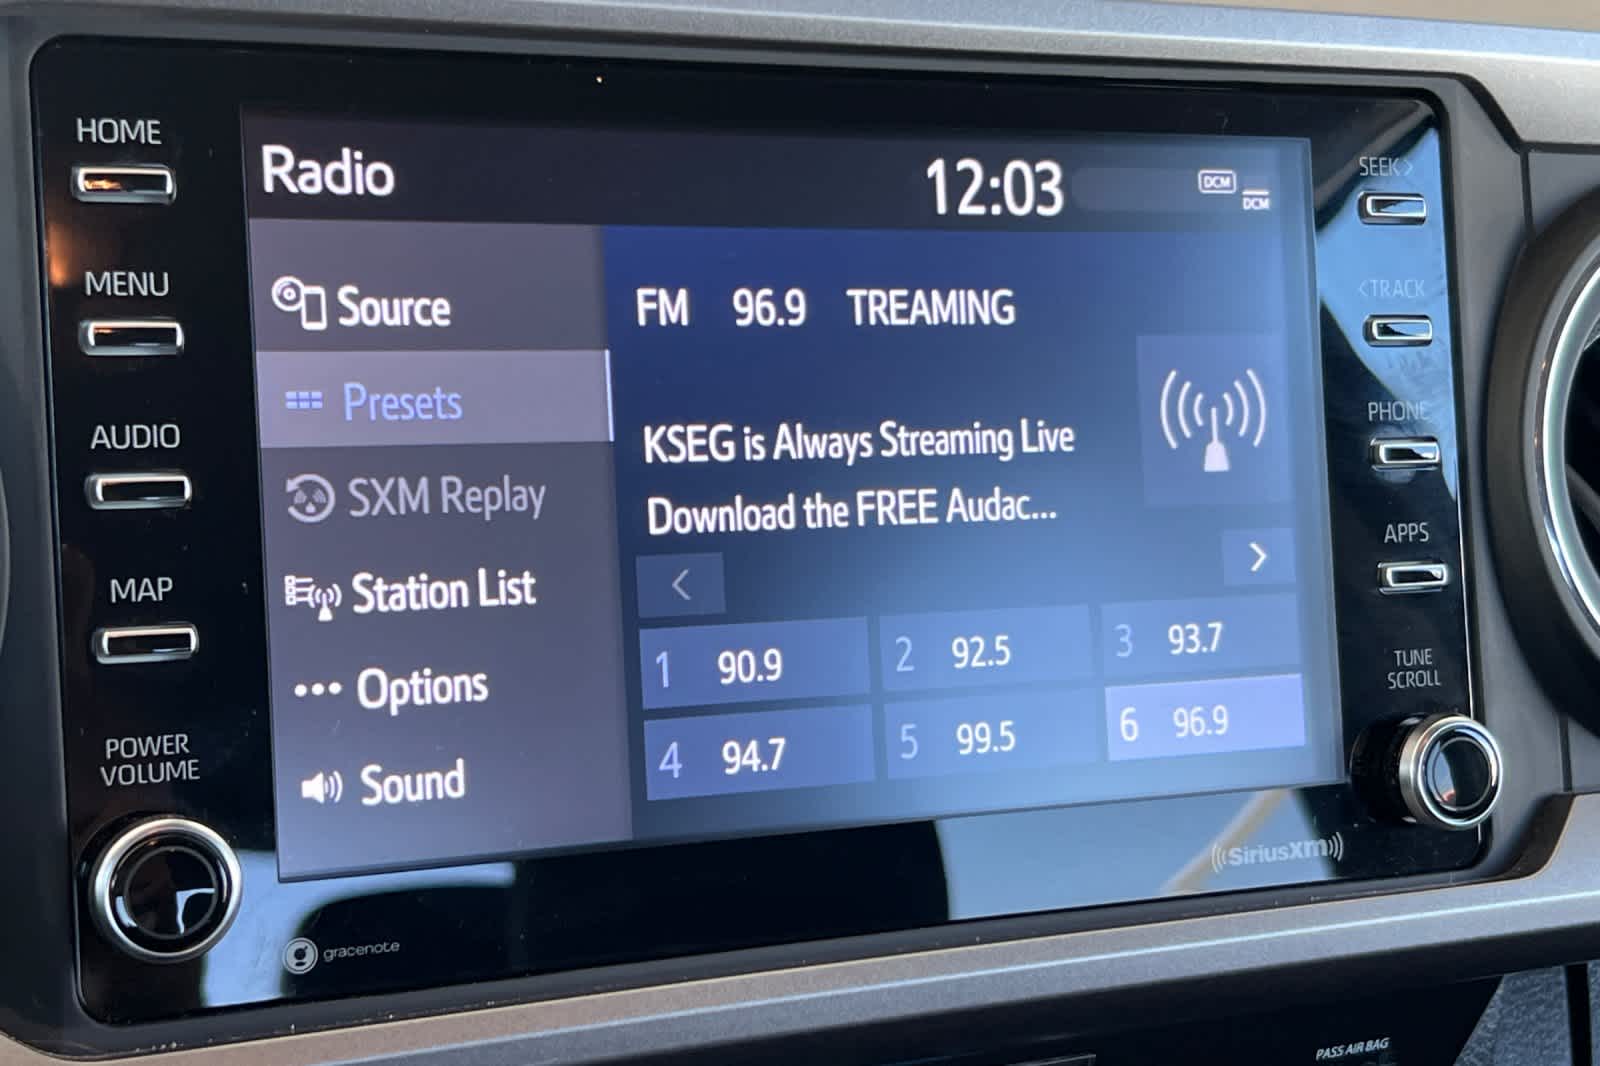 HOME
MENU
AUDIO
MAP
POWER
VOLUME
Radio
12:03
DCM
DCM
Source
Presets
SXM Replay
Station List
Options
Sound
FM 96.9 TREAMING
KSEG is Always Streaming Live
Download the FREE Audac...
1 90.9
2 92.5
3 93.7
4 94.7
5 99.5
6 96.9
SEEK>
<TRACK
PHONE
APPS
TUNE
SCROLL
gracenote
SiriusXM
PASS AIR BAG